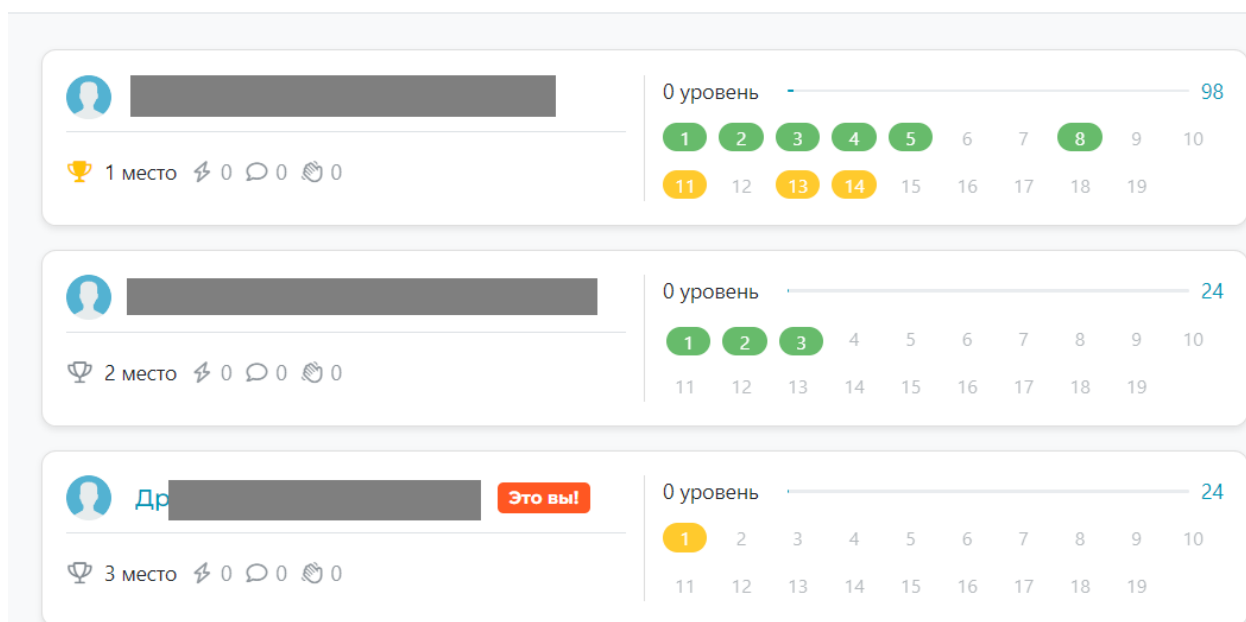 0 уровень 98
1 2 3 4 5 6 7 8 9 10
1 место 0 0 0
11 12 13 14 15 16 17 18 19
0 уровень 24
1 2 3 4 5 6 7 8 9 10
2 место 0 0 0
11 12 13 14 15 16 17 18 19
Др Это вы! 0 уровень 24
1 2 3 4 5 6 7 8 9 10
3 место 0 0 0
11 12 13 14 15 16 17 18 19